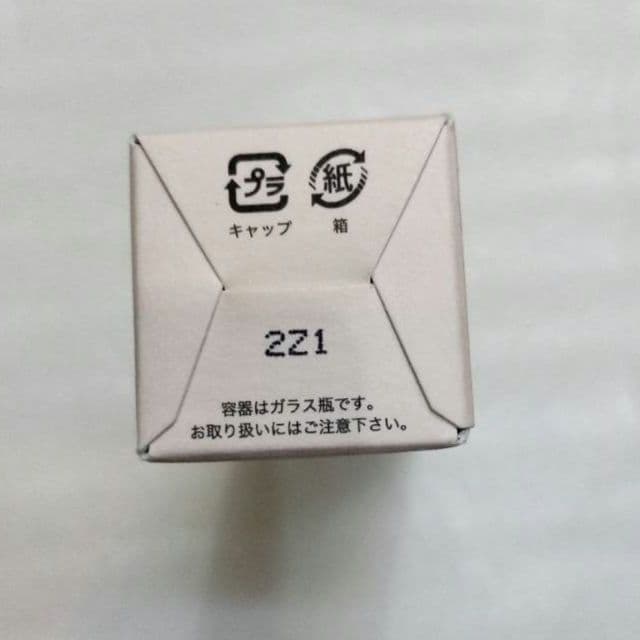 プラ 紙
キャップ 箱
2Z1
容器はガラス瓶です。
お取り扱いにはご注意下さい。